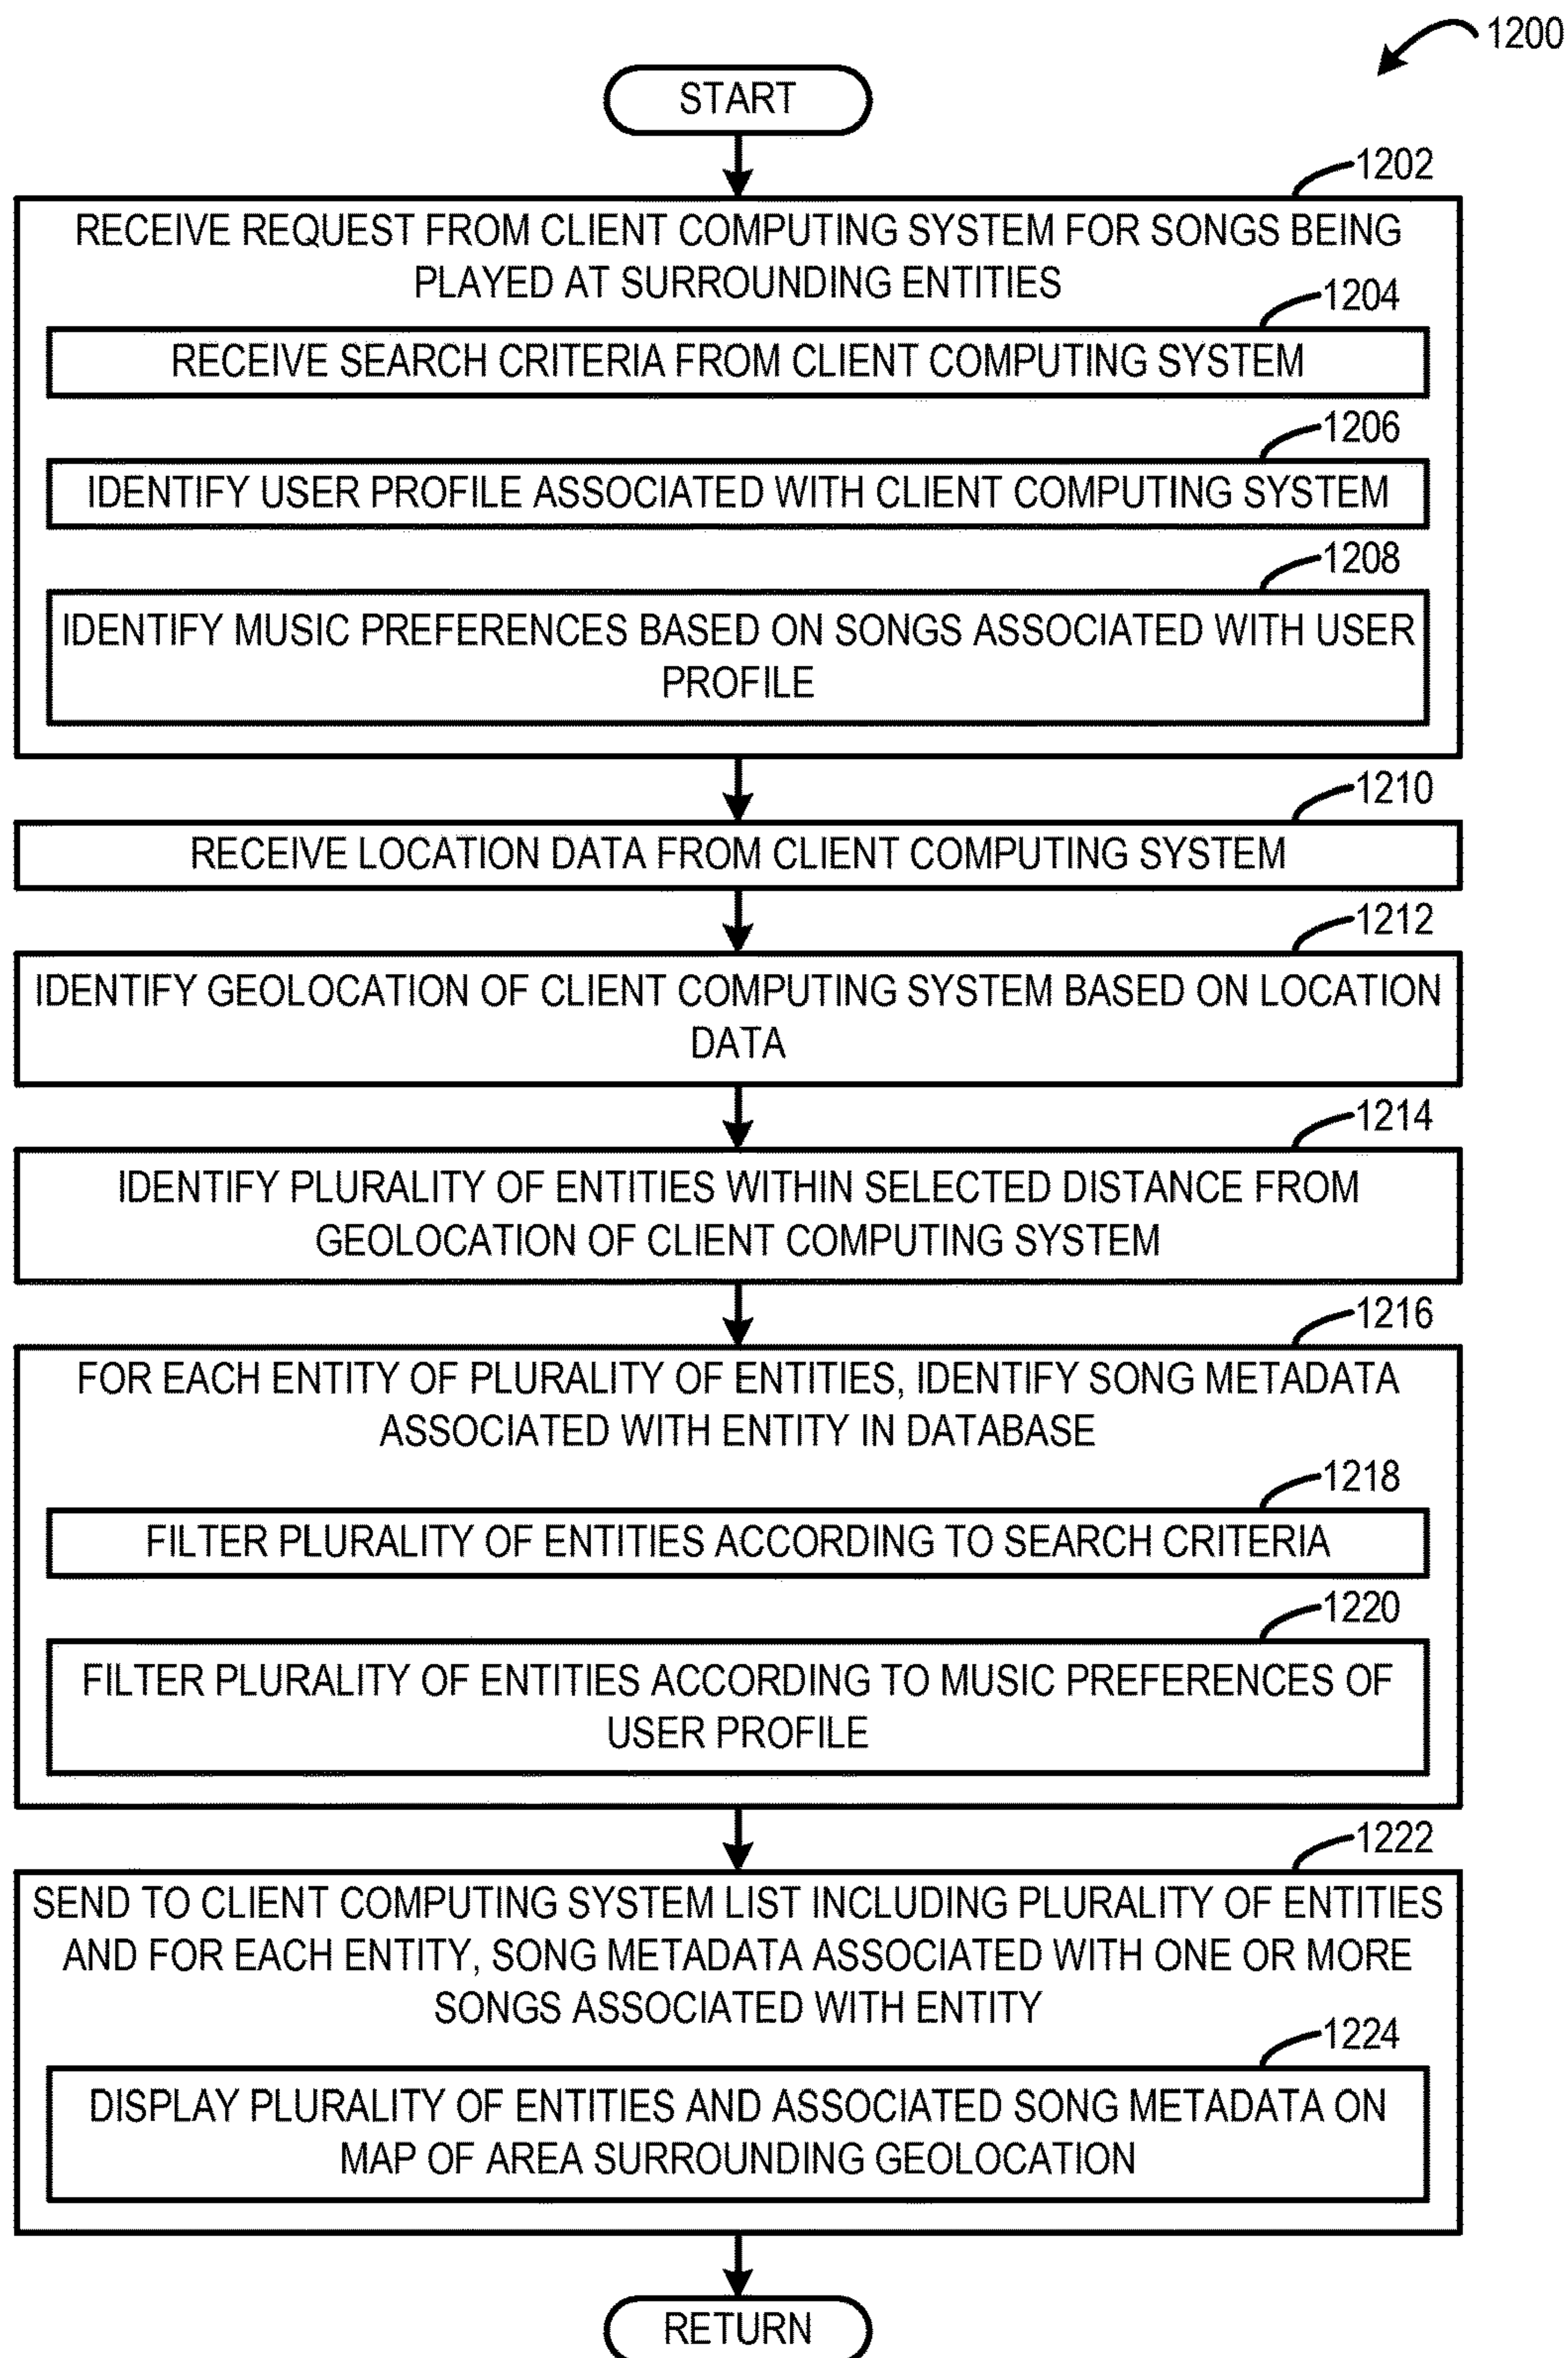 1200
START
1202
RECEIVE REQUEST FROM CLIENT COMPUTING SYSTEM FOR SONGS BEING
PLAYED AT SURROUNDING ENTITIES
1204
RECEIVE SEARCH CRITERIA FROM CLIENT COMPUTING SYSTEM
1206
IDENTIFY USER PROFILE ASSOCIATED WITH CLIENT COMPUTING SYSTEM
1208
IDENTIFY MUSIC PREFERENCES BASED ON SONGS ASSOCIATED WITH USER
PROFILE
1210
RECEIVE LOCATION DATA FROM CLIENT COMPUTING SYSTEM
1212
IDENTIFY GEOLOCATION OF CLIENT COMPUTING SYSTEM BASED ON LOCATION
DATA
1214
IDENTIFY PLURALITY OF ENTITIES WITHIN SELECTED DISTANCE FROM
GEOLOCATION OF CLIENT COMPUTING SYSTEM
1216
FOR EACH ENTITY OF PLURALITY OF ENTITIES, IDENTIFY SONG METADATA
ASSOCIATED WITH ENTITY IN DATABASE
1218
FILTER PLURALITY OF ENTITIES ACCORDING TO SEARCH CRITERIA
1220
FILTER PLURALITY OF ENTITIES ACCORDING TO MUSIC PREFERENCES OF
USER PROFILE
1222
SEND TO CLIENT COMPUTING SYSTEM LIST INCLUDING PLURALITY OF ENTITIES
AND FOR EACH ENTITY, SONG METADATA ASSOCIATED WITH ONE OR MORE
SONGS ASSOCIATED WITH ENTITY
1224
DISPLAY PLURALITY OF ENTITIES AND ASSOCIATED SONG METADATA ON
MAP OF AREA SURROUNDING GEOLOCATION
RETURN